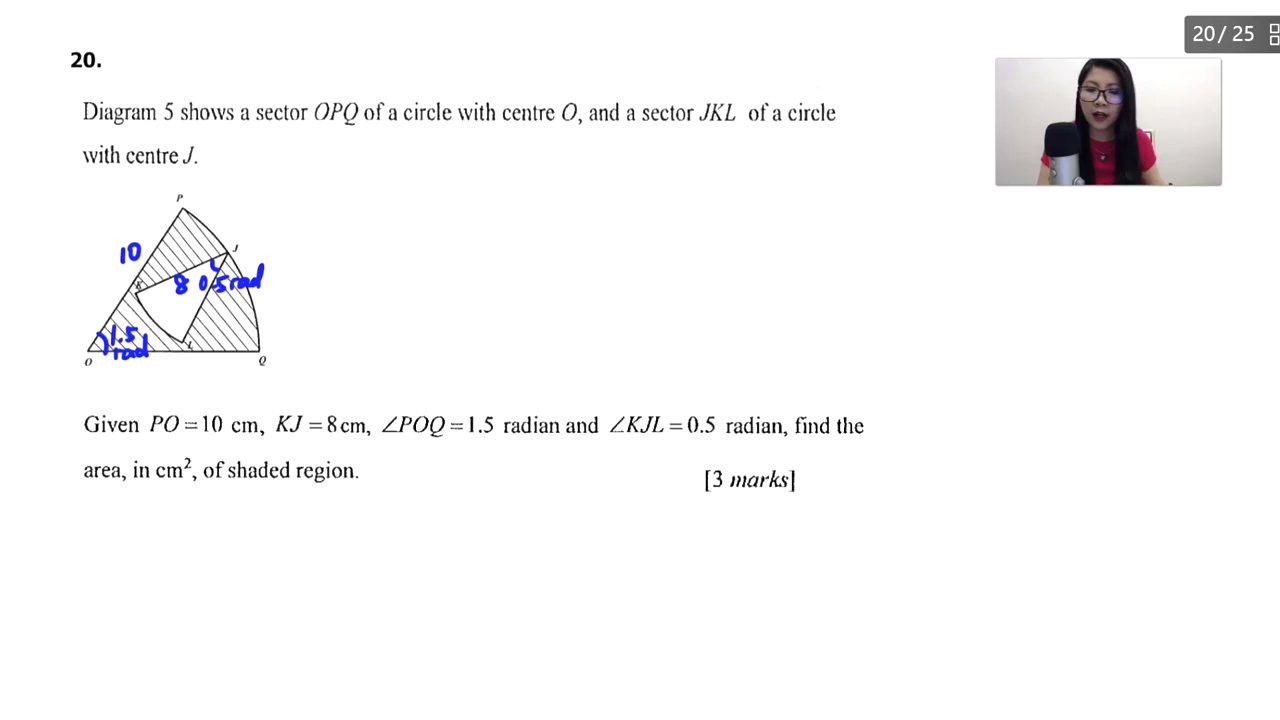 20 / 25
20.
Diagram 5 shows a sector OPQ of a circle with centre O, and a sector JKL of a circle
with centre J.
P
10
J
K
8 0.5 rad
1.5
rad
L
O
Q
Given PO = 10 cm, KJ = 8 cm, ∠POQ = 1.5 radian and ∠KJL = 0.5 radian, find the
area, in cm², of shaded region.
[3 marks]